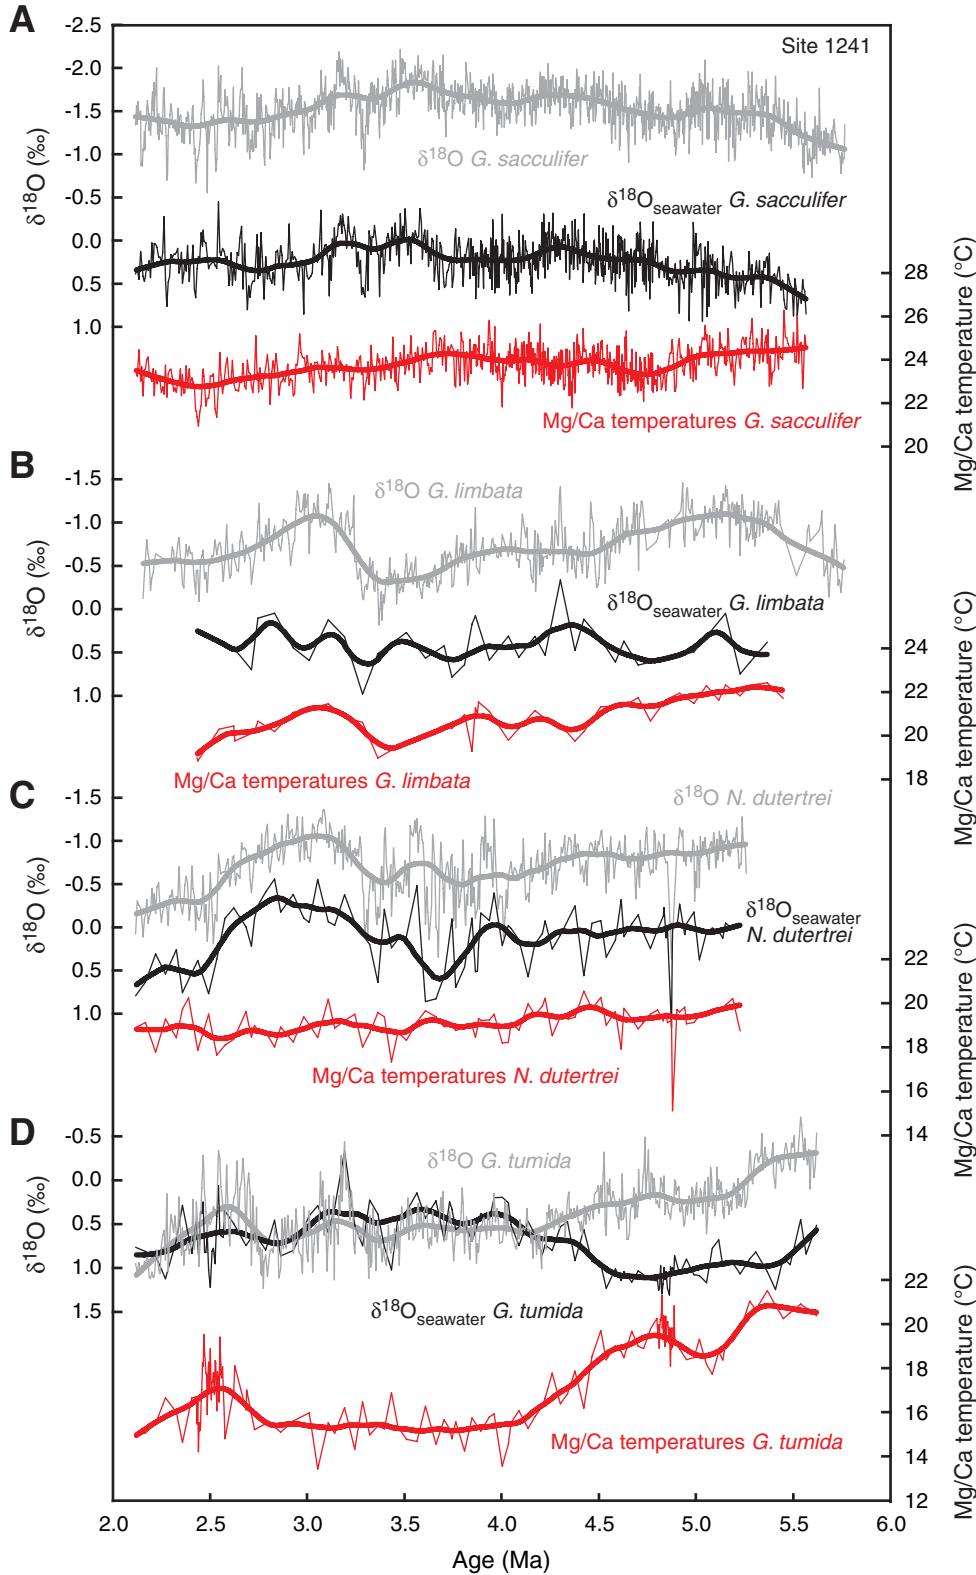 A
Site 1241
-2.5
-2.0
-1.5
-1.0
-0.5
0.0
0.5
1.0
δ18O (‰)
δ18O G. sacculifer
δ18Oseawater G. sacculifer
Mg/Ca temperatures G. sacculifer
28
26
24
22
20
Mg/Ca temperature (°C)
B
-1.5
-1.0
-0.5
0.0
0.5
1.0
δ18O (‰)
δ18O G. limbata
δ18Oseawater G. limbata
Mg/Ca temperatures G. limbata
24
22
20
18
Mg/Ca temperature (°C)
C
-1.5
-1.0
-0.5
0.0
0.5
1.0
δ18O (‰)
δ18O N. dutertrei
δ18Oseawater
N. dutertrei
Mg/Ca temperatures N. dutertrei
22
20
18
16
14
Mg/Ca temperature (°C)
D
-0.5
0.0
0.5
1.0
1.5
δ18O (‰)
δ18O G. tumida
δ18Oseawater G. tumida
Mg/Ca temperatures G. tumida
22
20
18
16
14
12
Mg/Ca temperature (°C)
2.0 2.5 3.0 3.5 4.0 4.5 5.0 5.5 6.0
Age (Ma)